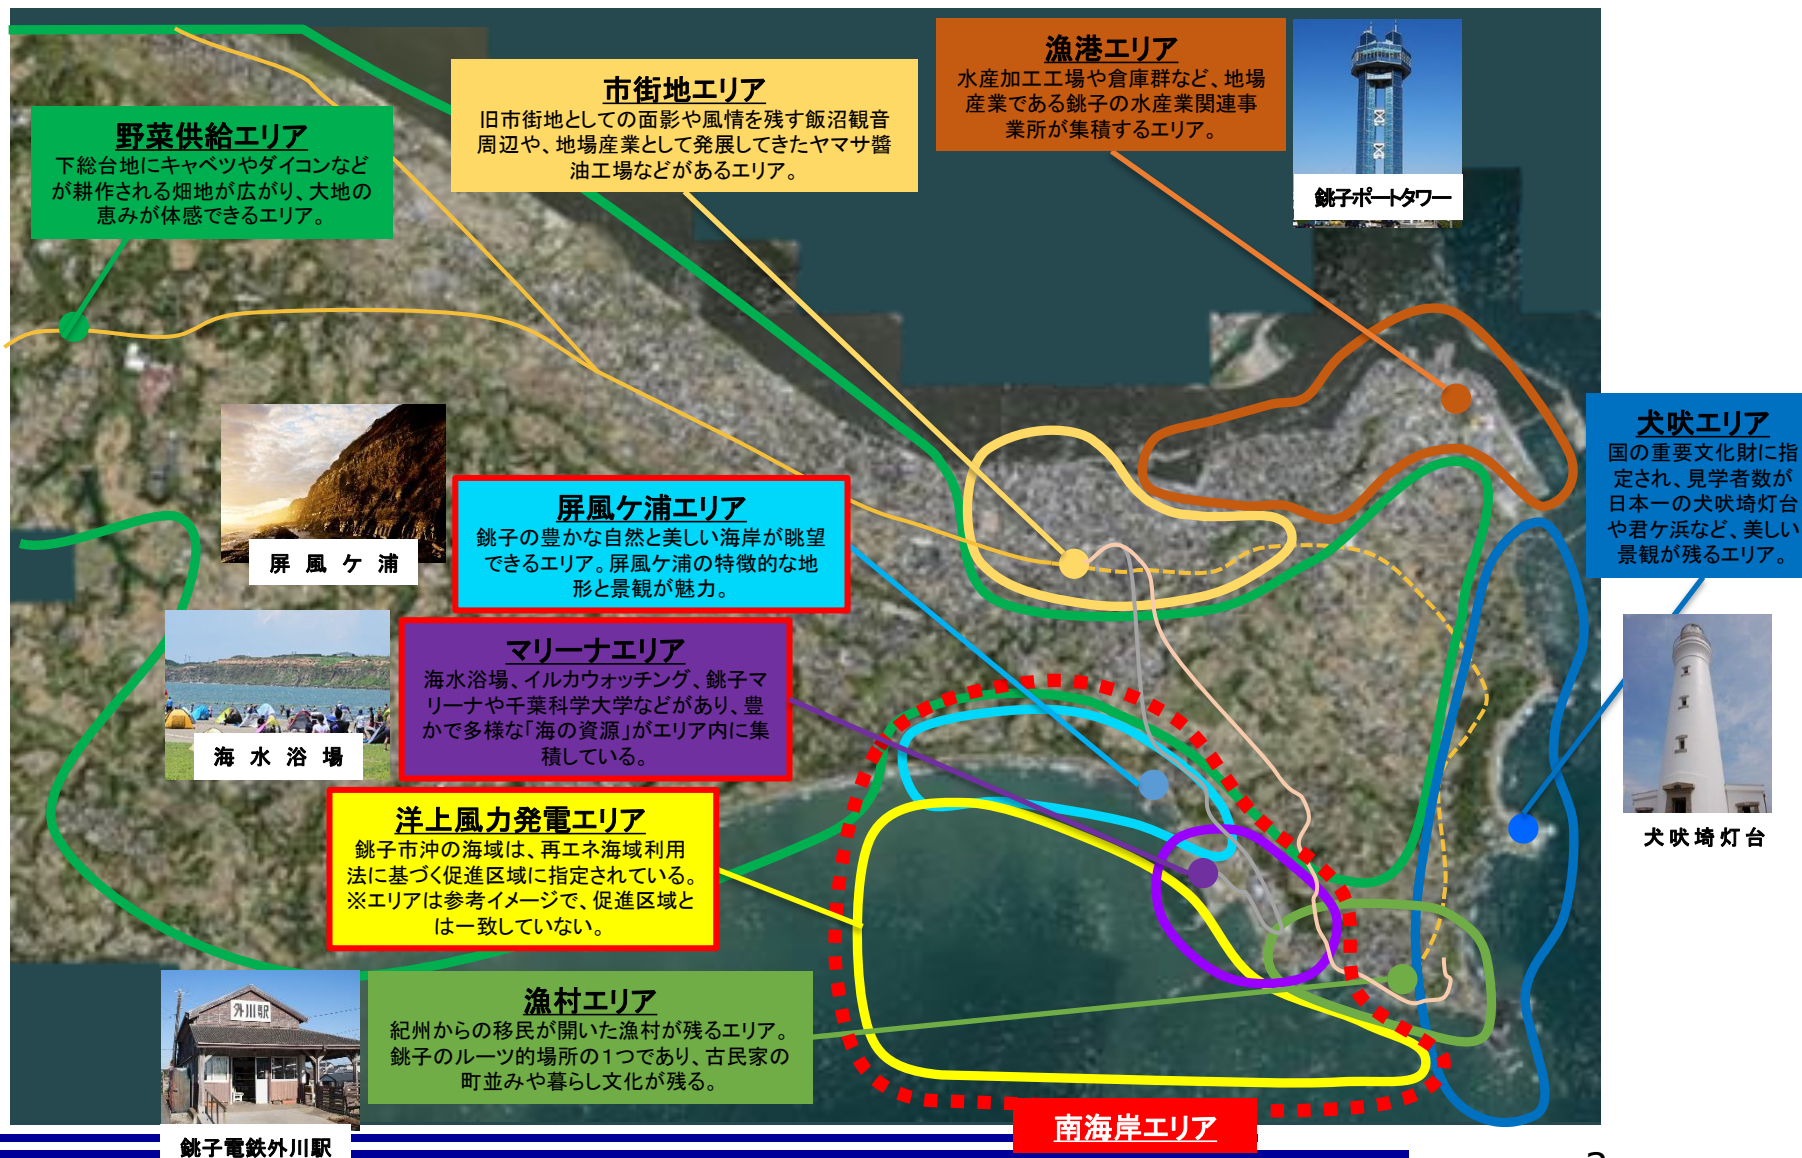 漁港エリア
水産加工工場や倉庫群など、地場
産業である銚子の水産業関連事
業所が集積するエリア。
銚子ポートタワー
市街地エリア
旧市街地としての面影や風情を残す飯沼観音
周辺や、地場産業として発展してきたヤマサ醤
油工場などがあるエリア。
野菜供給エリア
下総台地にキャベツやダイコンなど
が耕作される畑地が広がり、大地の
恵みが体感できるエリア。
犬吠エリア
国の重要文化財に指
定され、見学者数が
日本一の犬吠埼灯台
や君ケ浜など、美しい
景観が残るエリア。
屏風ケ浦
屏風ケ浦エリア
銚子の豊かな自然と美しい海岸が眺望
できるエリア。屏風ケ浦の特徴的な地
形と景観が魅力。
海水浴場
マリーナエリア
海水浴場、イルカウォッチング、銚子マ
リーナや千葉科学大学などがあり、豊
かで多様な「海の資源」がエリア内に集
積している。
犬吠埼灯台
洋上風力発電エリア
銚子市沖の海域は、再エネ海域利用
法に基づく促進区域に指定されている。
※エリアは参考イメージで、促進区域と
は一致していない。
外川駅
漁村エリア
紀州からの移民が開いた漁村が残るエリア。
銚子のルーツ的場所の1つであり、古民家の
町並みや暮らし文化が残る。
南海岸エリア
銚子電鉄外川駅